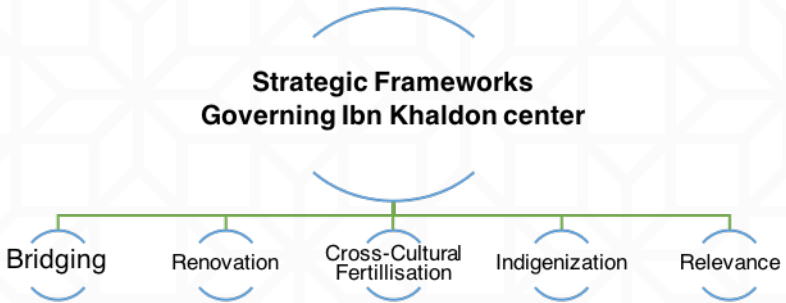 Strategic Frameworks
Governing Ibn Khaldon center
Bridging
Renovation
Cross-Cultural
Fertillisation
Indigenization
Relevance